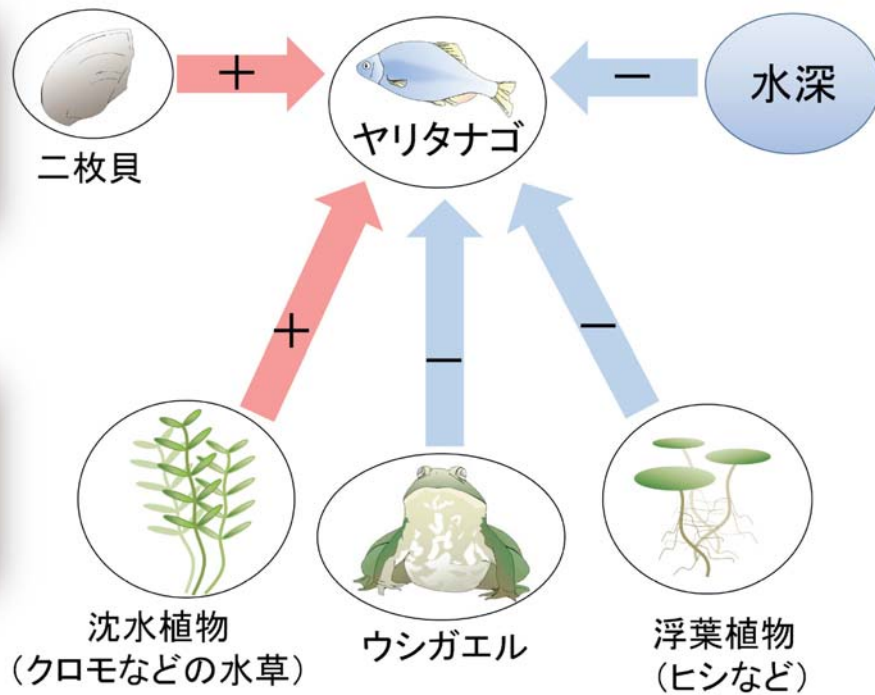 二枚貝
+
ヤリタナゴ
−
水深
+
−
−
沈水植物
(クロモなどの水草)
ウシガエル
浮葉植物
(ヒシなど)